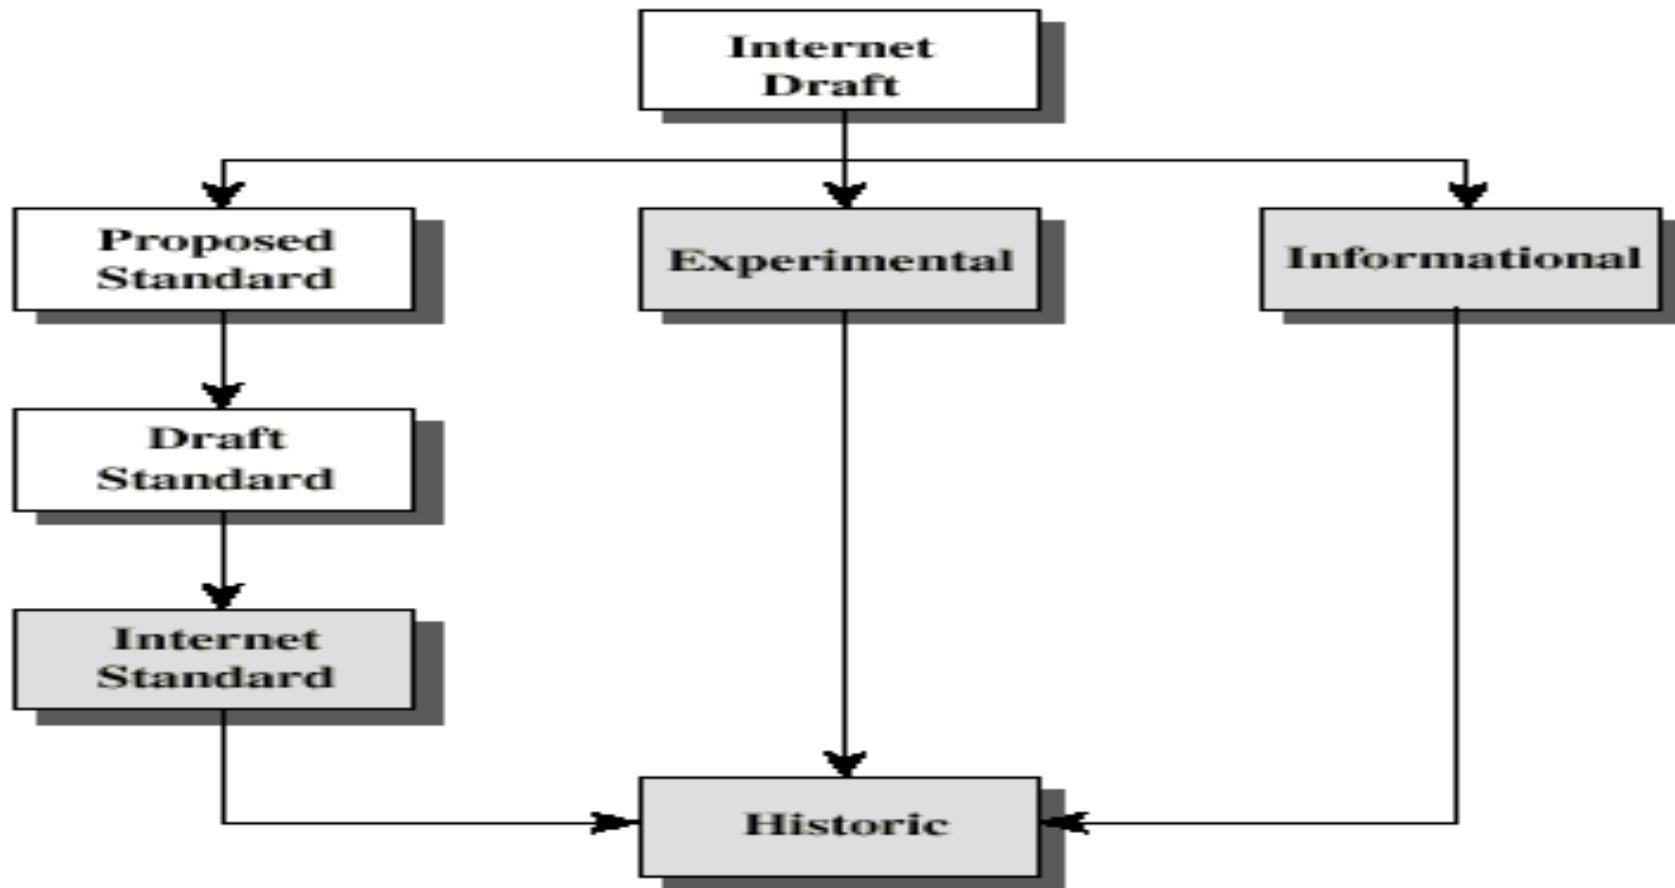 Internet
Draft
Proposed
Standard
Experimental
Informational
Draft
Standard
Internet
Standard
Historic